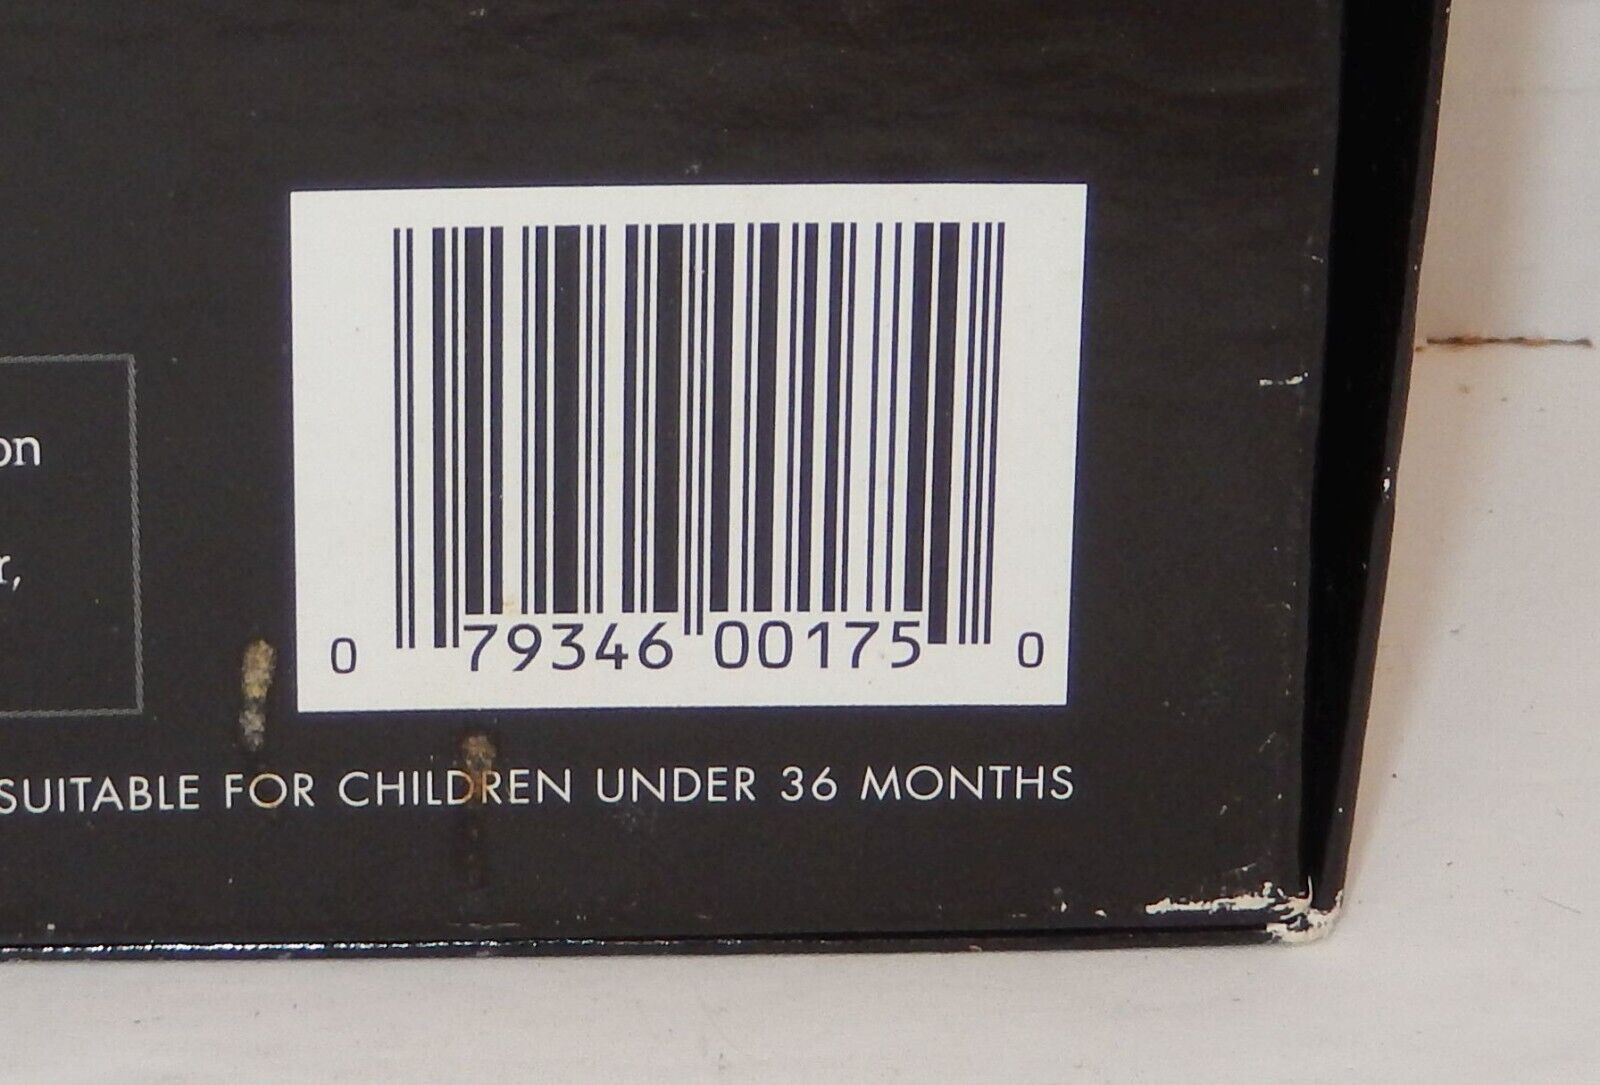 on
r,
0 79346 00175 0
SUITABLE FOR CHILDREN UNDER 36 MONTHS